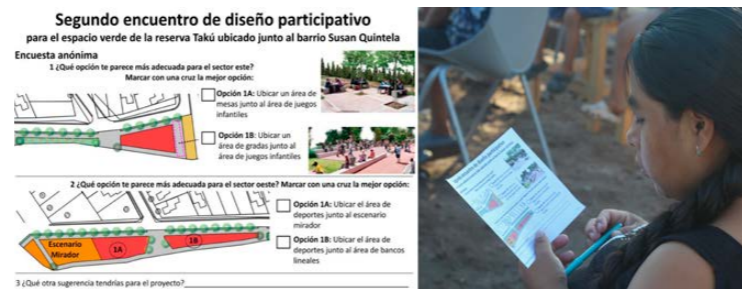 Segundo encuentro de diseño participativo
para el espacio verde de la reserva Takú ubicado junto al barrio Susan Quintela
Encuesta anónima
1 ¿Qué opción te parece más adecuada para el sector este?
Marcar con una cruz la mejor opción:
Opción 1A: Ubicar un área de
mesas junto al área de juegos
infantiles
Opción 1B: Ubicar un
área de gradas junto al
área de juegos infantiles
2 ¿Qué opción te parece más adecuada para el sector oeste? Marcar con una cruz la mejor opción:
Opción 1A: Ubicar el área de
deportes junto al escenario
mirador
Opción 1B: Ubicar el área de
deportes junto al área de bancos
lineales
Escenario
Mirador
1A
1B
3 ¿Qué otra sugerencia tendrías para el proyecto?